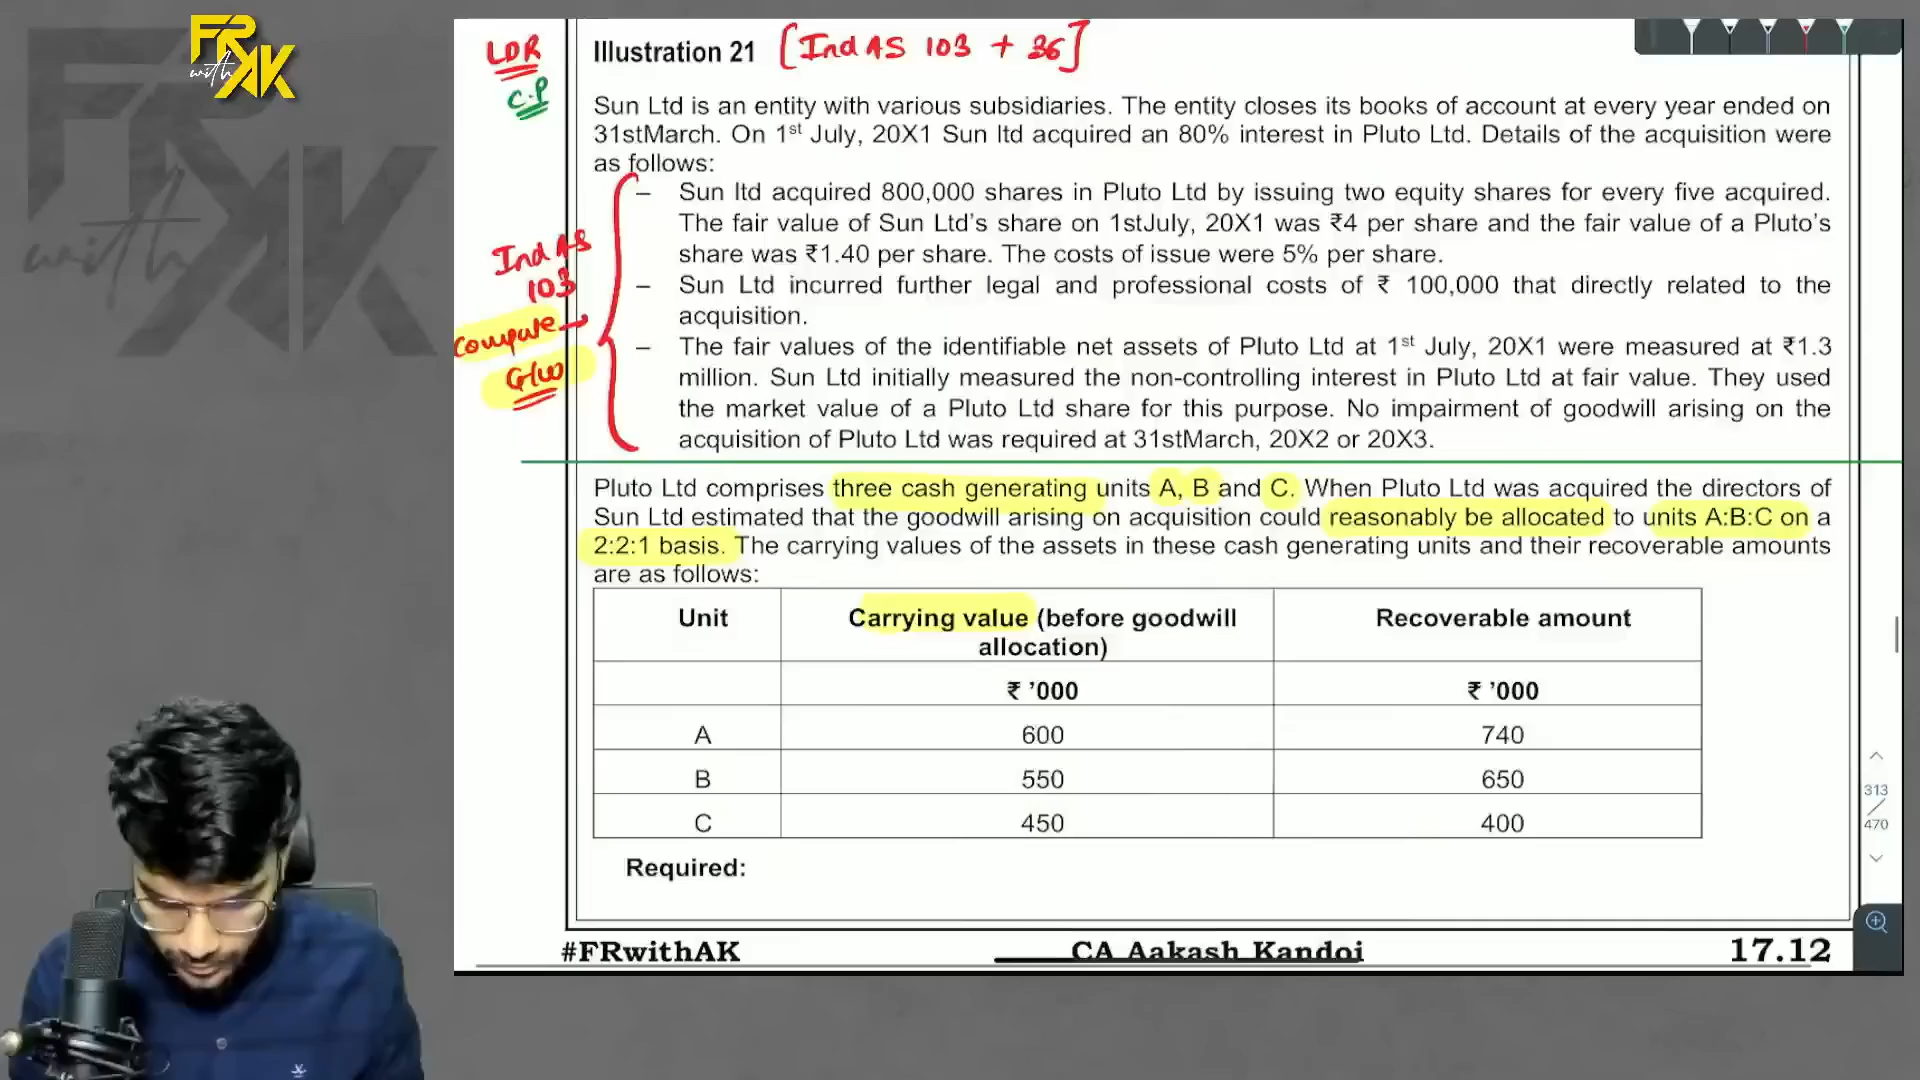 FR
with
AK
LDR
C.P
Illustration 21 [Ind AS 103 + 36]
Sun Ltd is an entity with various subsidiaries. The entity closes its books of account at every year ended on
31stMarch. On 1st July, 20X1 Sun ltd acquired an 80% interest in Pluto Ltd. Details of the acquisition were
as follows:
– Sun ltd acquired 800,000 shares in Pluto Ltd by issuing two equity shares for every five acquired.
The fair value of Sun Ltd's share on 1stJuly, 20X1 was ₹4 per share and the fair value of a Pluto's
share was ₹1.40 per share. The costs of issue were 5% per share.
– Sun Ltd incurred further legal and professional costs of ₹ 100,000 that directly related to the
acquisition.
– The fair values of the identifiable net assets of Pluto Ltd at 1st July, 20X1 were measured at ₹1.3
million. Sun Ltd initially measured the non-controlling interest in Pluto Ltd at fair value. They used
the market value of a Pluto Ltd share for this purpose. No impairment of goodwill arising on the
acquisition of Pluto Ltd was required at 31stMarch, 20X2 or 20X3.
Ind AS
103
Compute →
G/W
Pluto Ltd comprises three cash generating units A, B and C. When Pluto Ltd was acquired the directors of
Sun Ltd estimated that the goodwill arising on acquisition could reasonably be allocated to units A:B:C on a
2:2:1 basis. The carrying values of the assets in these cash generating units and their recoverable amounts
are as follows:
Unit Carrying value (before goodwill Recoverable amount
allocation)
₹ '000 ₹ '000
A 600 740
B 550 650
C 450 400
Required:
313
470
#FRwithAK CA Aakash Kandoi 17.12